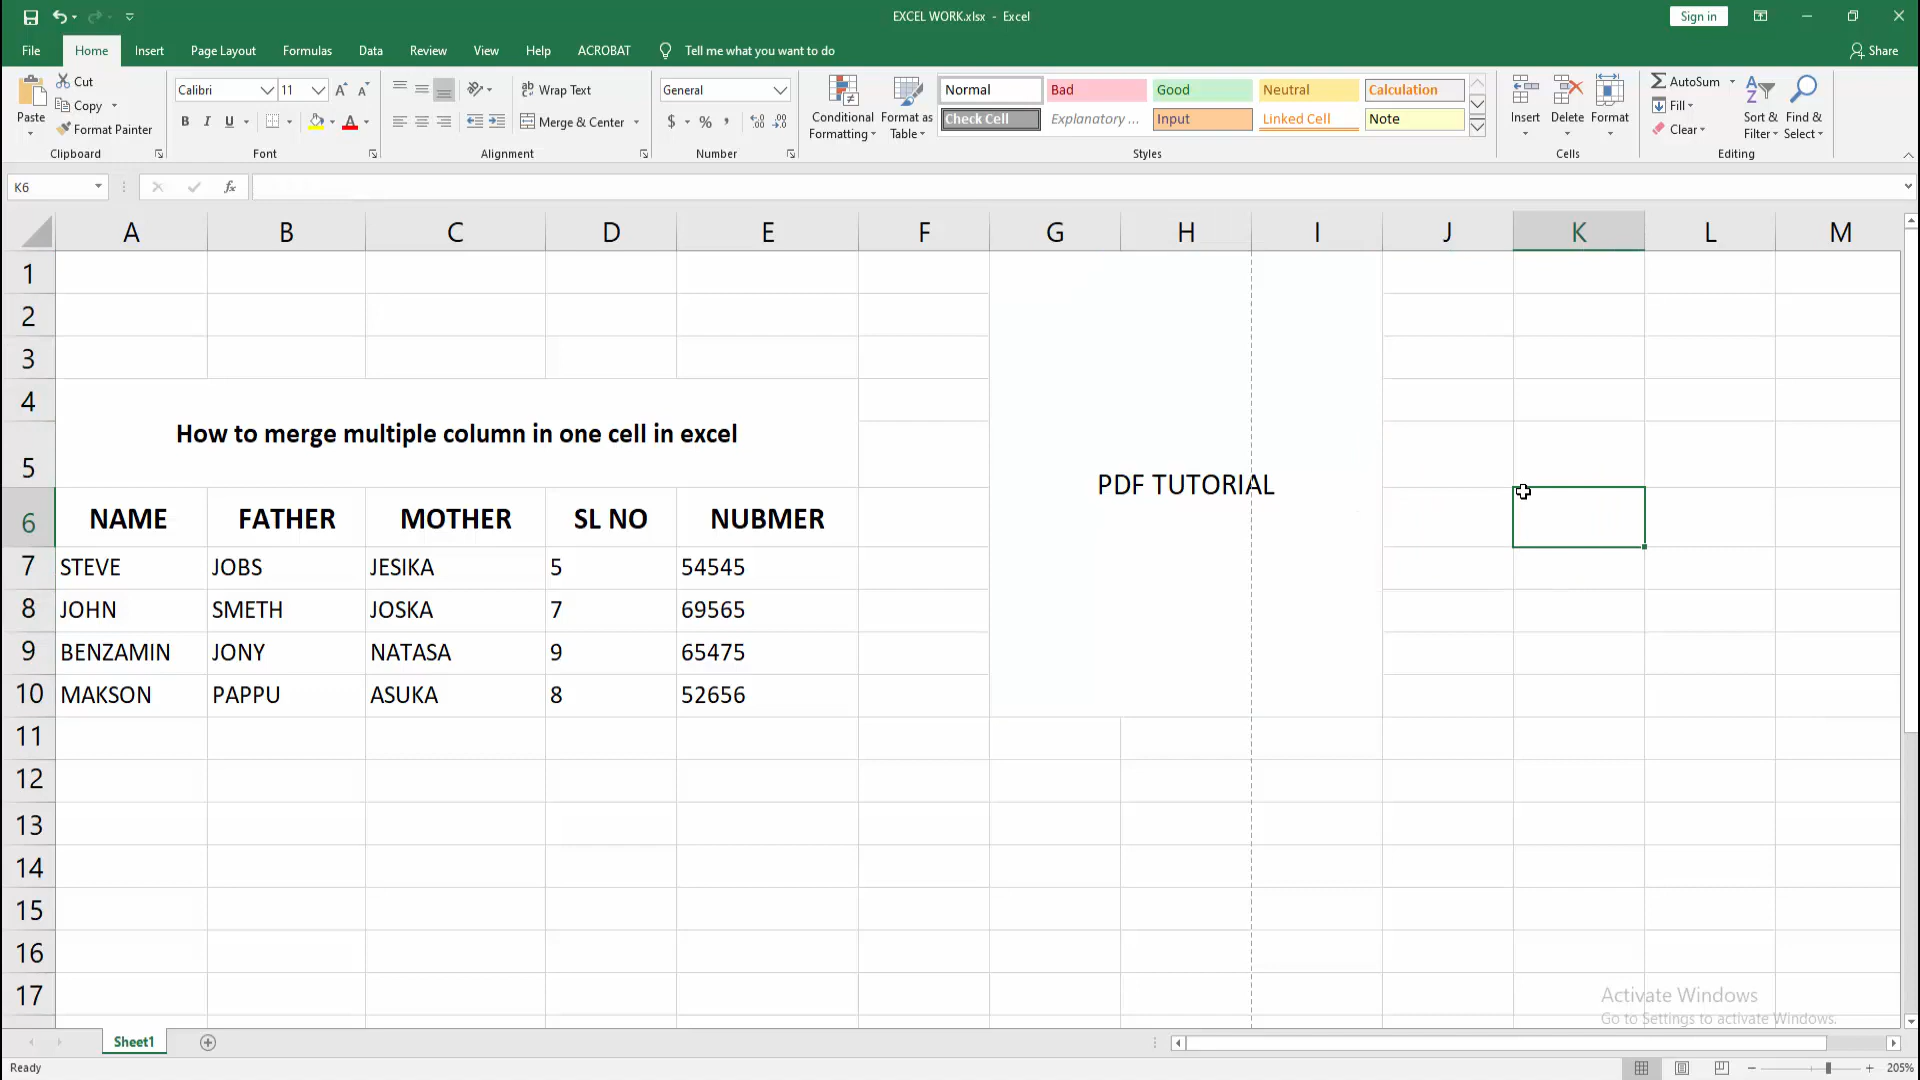 EXCEL WORK.xlsx - Excel
Sign in
File Home Insert Page Layout Formulas Data Review View Help ACROBAT Tell me what you want to do Share
Paste
Cut
Copy
Format Painter
Clipboard
Calibri 11
B I U A
Font
Wrap Text
Merge & Center
Alignment
General
$ % ,
Number
Conditional Formatting
Format as Table
Normal Bad Good Neutral Calculation
Check Cell Explanatory ... Input Linked Cell Note
Styles
Insert Delete Format
Cells
AutoSum
Fill
Clear
Sort & Filter
Find & Select
Editing
K6 fx
A B C D E F G H I J K L M
1
2
3
4
How to merge multiple column in one cell in excel
5
PDF TUTORIAL
6 NAME FATHER MOTHER SL NO NUBMER
7 STEVE JOBS JESIKA 5 54545
8 JOHN SMETH JOSKA 7 69565
9 BENZAMIN JONY NATASA 9 65475
10 MAKSON PAPPU ASUKA 8 52656
11
12
13
14
15
16
17
Activate Windows
Go to Settings to activate Windows.
Sheet1
Ready
205%